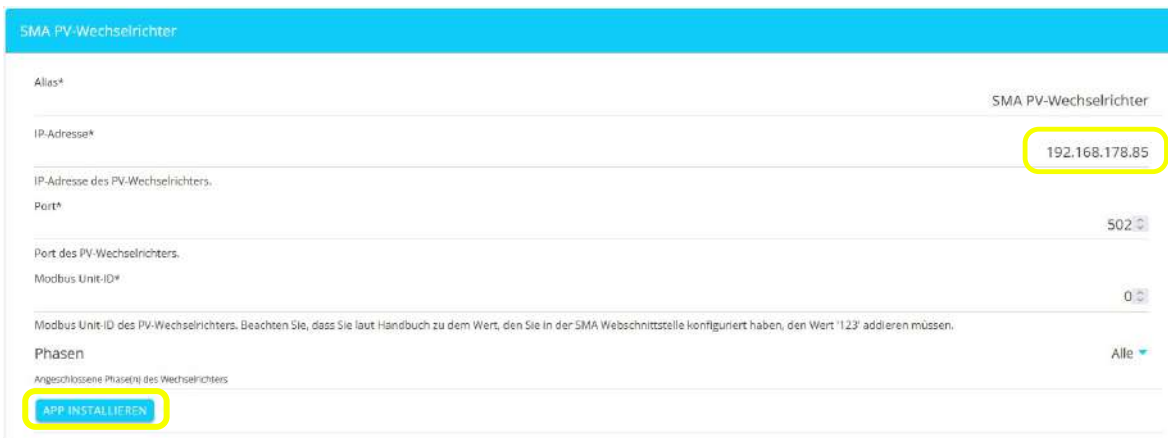 SMA PV-Wechselrichter
Alias*
SMA PV-Wechselrichter
IP-Adresse*
192.168.178.85
IP-Adresse des PV-Wechselrichters.
Port*
502
Port des PV-Wechselrichters.
Modbus Unit-ID*
0
Modbus Unit-ID des PV-Wechselrichters. Beachten Sie, dass Sie laut Handbuch zu dem Wert, den Sie in der SMA Webschnittstelle konfiguriert haben, den Wert '123' addieren müssen.
Phasen Alle
Angeschlossene Phase(n) des Wechselrichters
APP INSTALLIEREN